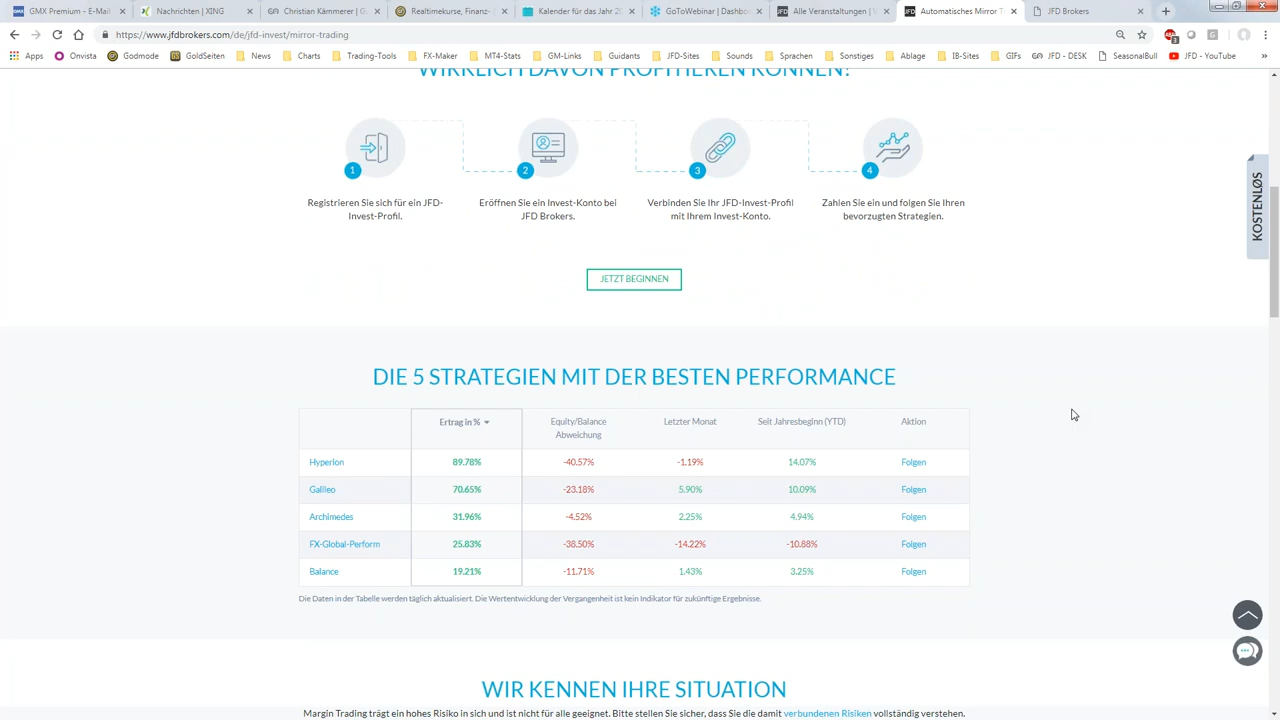 GMX Premium - E-Mail
Nachrichten | XING
Christian Kämmerer | G
Realtimekurse, Finanz-
Kalender für das Jahr 20
GoToWebinar | Dashbo
Alle Veranstaltungen | W
Automatisches Mirror T
JFD Brokers
https://www.jfdbrokers.com/de/jfd-invest/mirror-trading
Apps
Onvista
Godmode
GoldSeiten
News
Charts
Trading-Tools
FX-Maker
MT4-Stats
GM-Links
Guidants
JFD-Sites
Sounds
Sprachen
Sonstiges
Ablage
IB-Sites
GIFs
JFD - DESK
SeasonalBull
JFD - YouTube
WIRKLICH DAVON PROFITIEREN KÖNNEN?
1
2
3
4
Registrieren Sie sich für ein JFD-
Invest-Profil.
Eröffnen Sie ein Invest-Konto bei
JFD Brokers.
Verbinden Sie Ihr JFD-Invest-Profil
mit Ihrem Invest-Konto.
Zahlen Sie ein und folgen Sie Ihren
bevorzugten Strategien.
KOSTENLOS
JETZT BEGINNEN
DIE 5 STRATEGIEN MIT DER BESTEN PERFORMANCE
Ertrag in % Equity/Balance Abweichung Letzter Monat Seit Jahresbeginn (YTD) Aktion
Hyperion 89.78% -40.57% -1.19% 14.07% Folgen
Galileo 70.65% -23.18% 5.90% 10.09% Folgen
Archimedes 31.96% -4.52% 2.25% 4.94% Folgen
FX-Global-Perform 25.83% -38.50% -14.22% -10.88% Folgen
Balance 19.21% -11.71% 1.43% 3.25% Folgen
Die Daten in der Tabelle werden täglich aktualisiert. Die Wertentwicklung der Vergangenheit ist kein Indikator für zukünftige Ergebnisse.
WIR KENNEN IHRE SITUATION
Margin Trading trägt ein hohes Risiko in sich und ist nicht für alle geeignet. Bitte stellen Sie sicher, dass Sie die damit verbundenen Risiken vollständig verstehen.